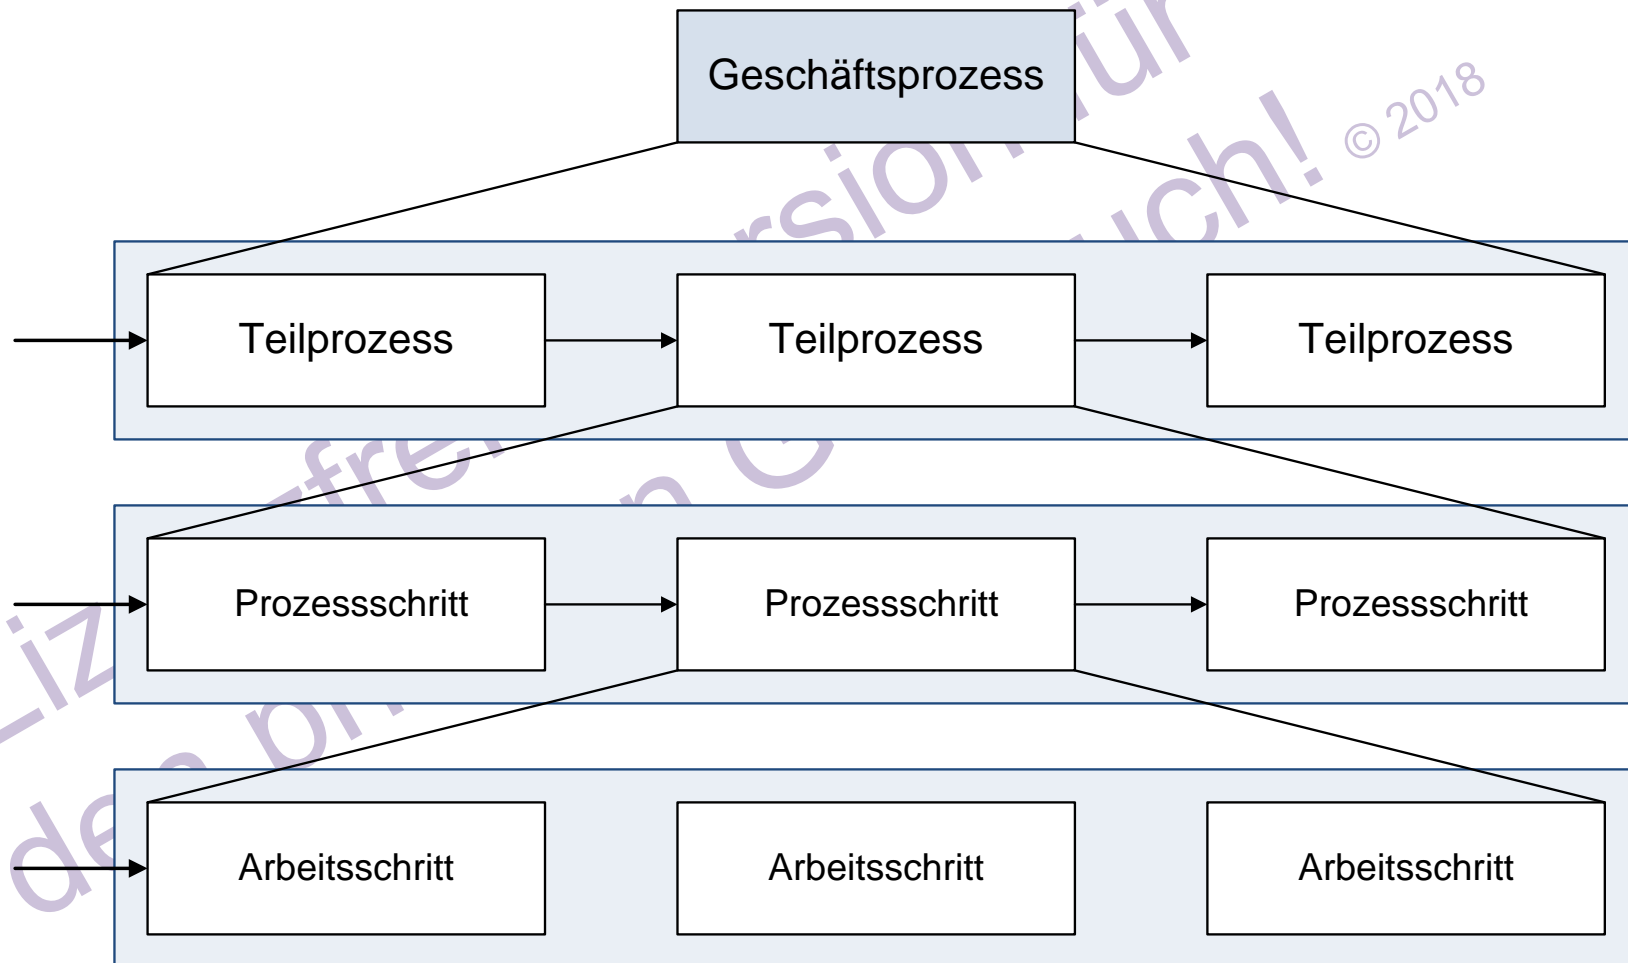 Geschäftsprozess
© 2018
Teilprozess
Teilprozess
Teilprozess
Prozessschritt
Prozessschritt
Prozessschritt
Arbeitsschritt
Arbeitsschritt
Arbeitsschritt